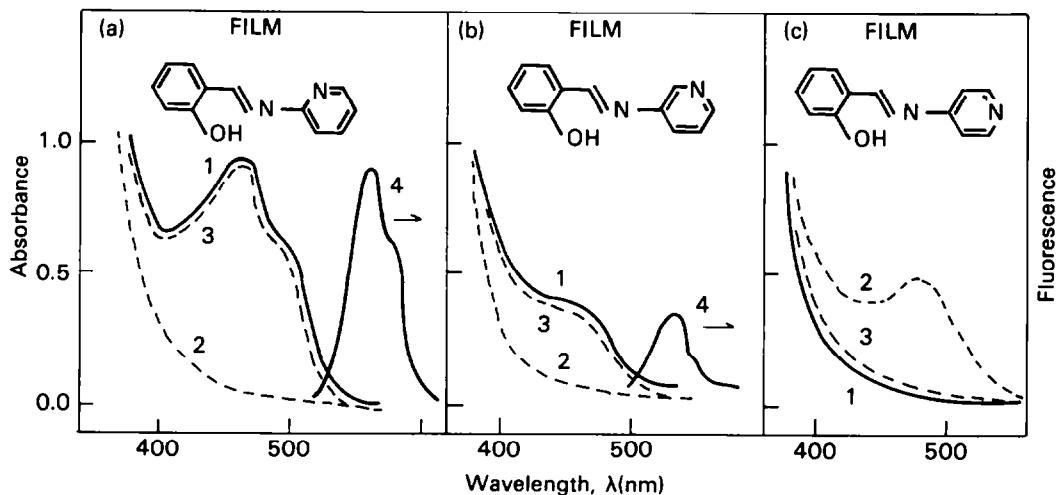 (a) FILM
N
N
OH
1
3
2
4
(b) FILM
N
N
OH
1
3
2
4
(c) FILM
N
N
OH
2
3
1
1.0
0.5
0.0
Absorbance
Fluorescence
400 500 400 500 400 500
Wavelength, λ(nm)